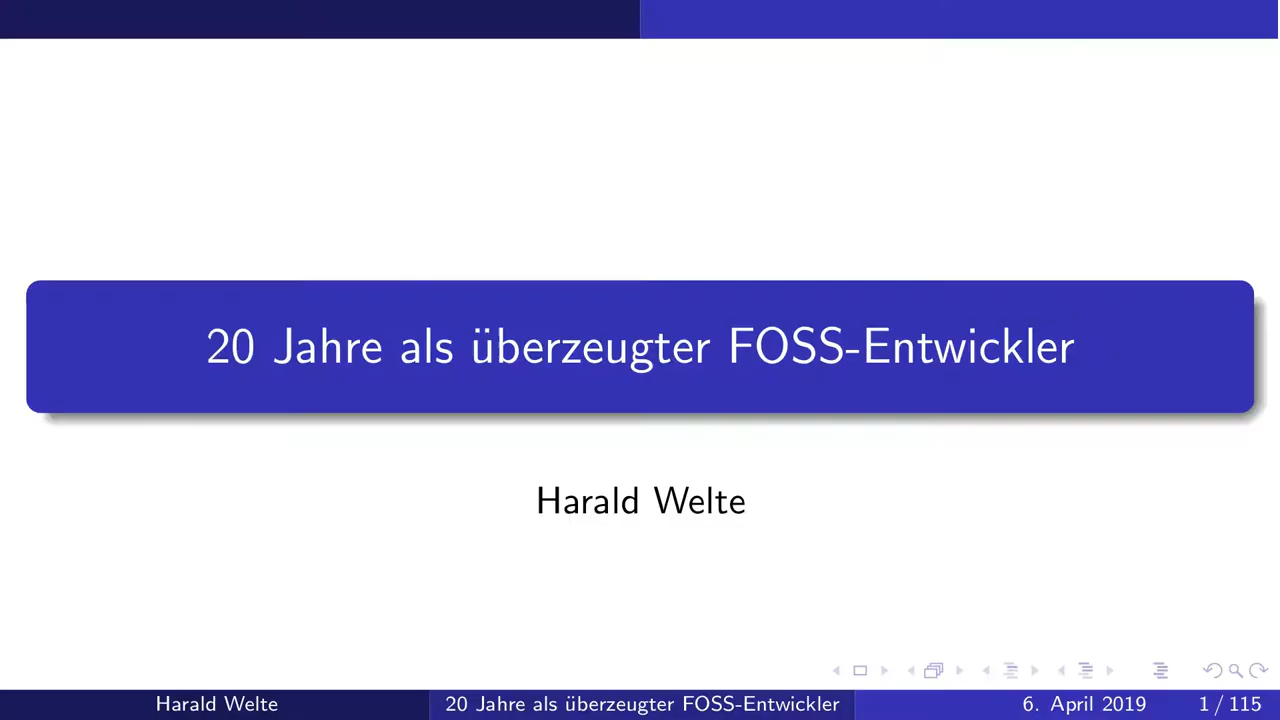 20 Jahre als überzeugter FOSS-Entwickler
Harald Welte
Harald Welte 20 Jahre als überzeugter FOSS-Entwickler 6. April 2019 1 / 115